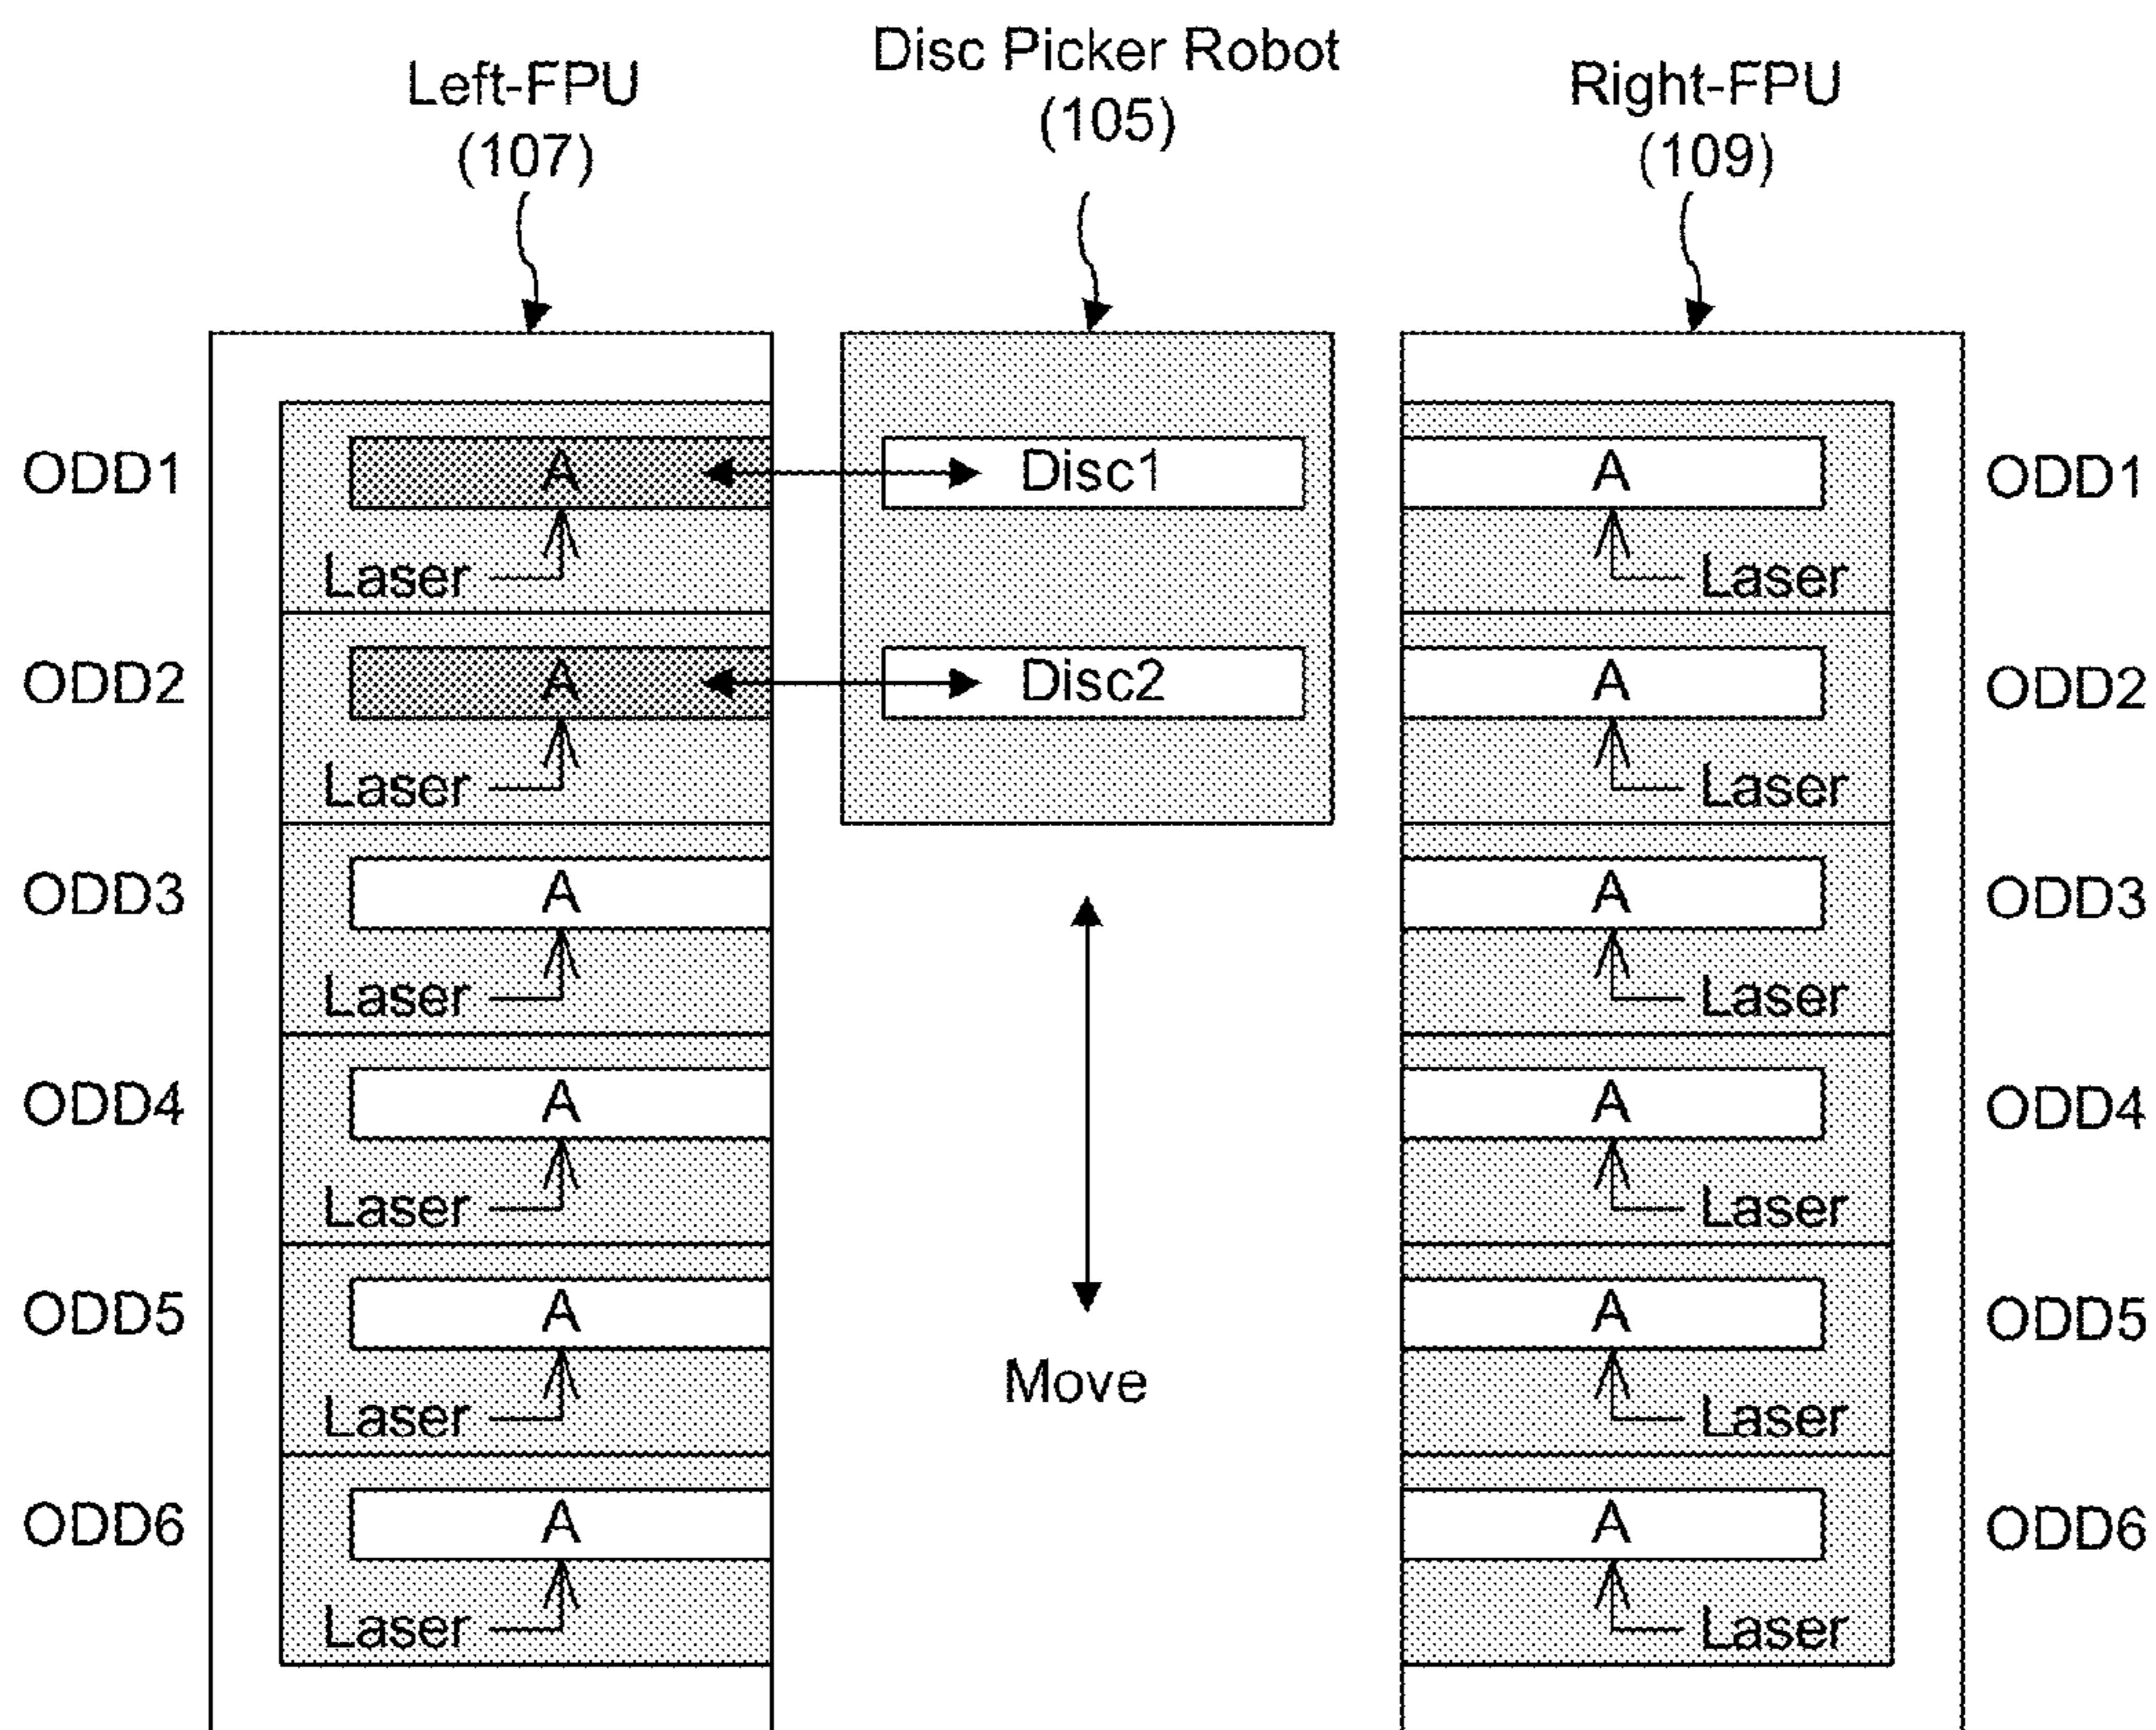 Left-FPU
(107)
Disc Picker Robot
(105)
Right-FPU
(109)
ODD1
A
Laser
Disc1
A
Laser
ODD1
ODD2
A
Laser
Disc2
A
Laser
ODD2
ODD3
A
Laser
A
Laser
ODD3
ODD4
A
Laser
A
Laser
ODD4
ODD5
A
Laser
Move
A
Laser
ODD5
ODD6
A
Laser
A
Laser
ODD6